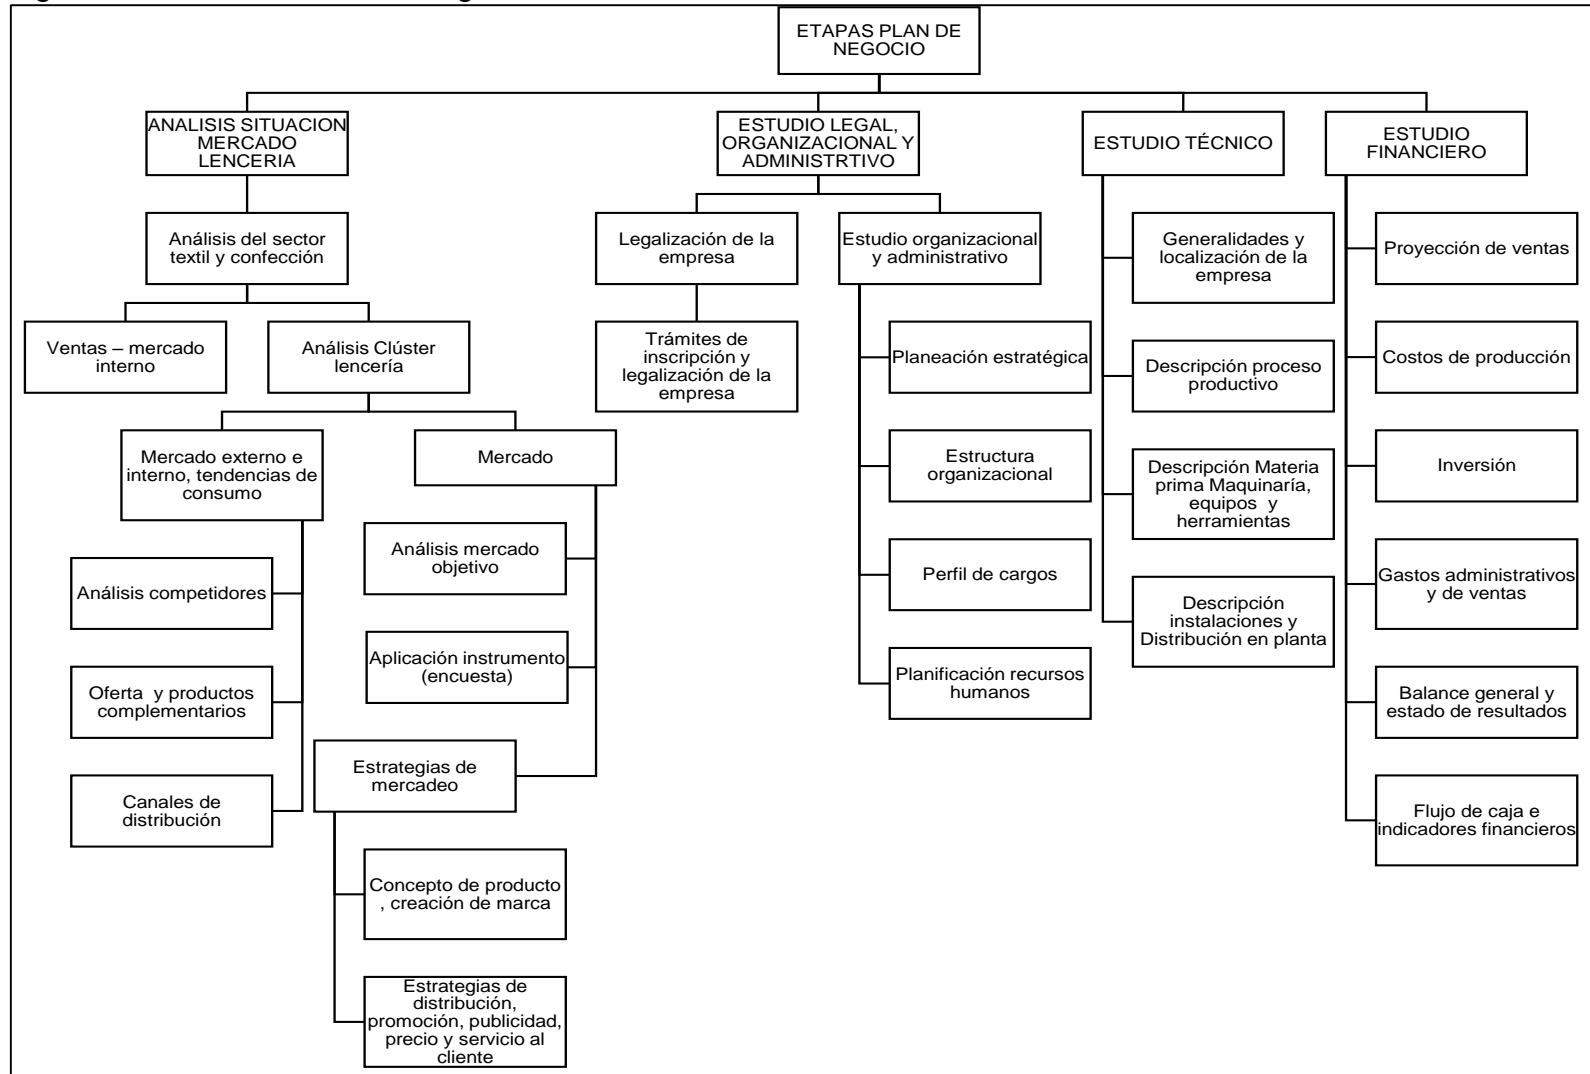 ETAPAS PLAN DE
NEGOCIO
ANALISIS SITUACION
MERCADO
LENCERIA
ESTUDIO LEGAL,
ORGANIZACIONAL Y
ADMINISTRTIVO
ESTUDIO TÉCNICO
ESTUDIO
FINANCIERO
Análisis del sector
textil y confección
Ventas – mercado
interno
Análisis Clúster
lencería
Mercado externo e
interno, tendencias de
consumo
Análisis competidores
Oferta y productos
complementarios
Canales de
distribución
Mercado
Análisis mercado
objetivo
Aplicación instrumento
(encuesta)
Estrategias de
mercadeo
Concepto de producto
, creación de marca
Estrategias de
distribución,
promoción, publicidad,
precio y servicio al
cliente
Legalización de la
empresa
Trámites de
inscripción y
legalización de la
empresa
Estudio organizacional
y administrativo
Planeación estratégica
Estructura
organizacional
Perfil de cargos
Planificación recursos
humanos
Generalidades y
localización de la
empresa
Descripción proceso
productivo
Descripción Materia
prima Maquinaría,
equipos y
herramientas
Descripción
instalaciones y
Distribución en planta
Proyección de ventas
Costos de producción
Inversión
Gastos administrativos
y de ventas
Balance general y
estado de resultados
Flujo de caja e
indicadores financieros